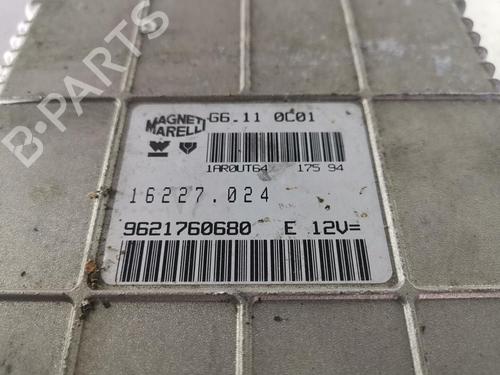 B-PARTS
MAGNETI MARELLI
G6.11 0C01
1AR0UT64 175 94
16227.024
9621760680 E 12V=